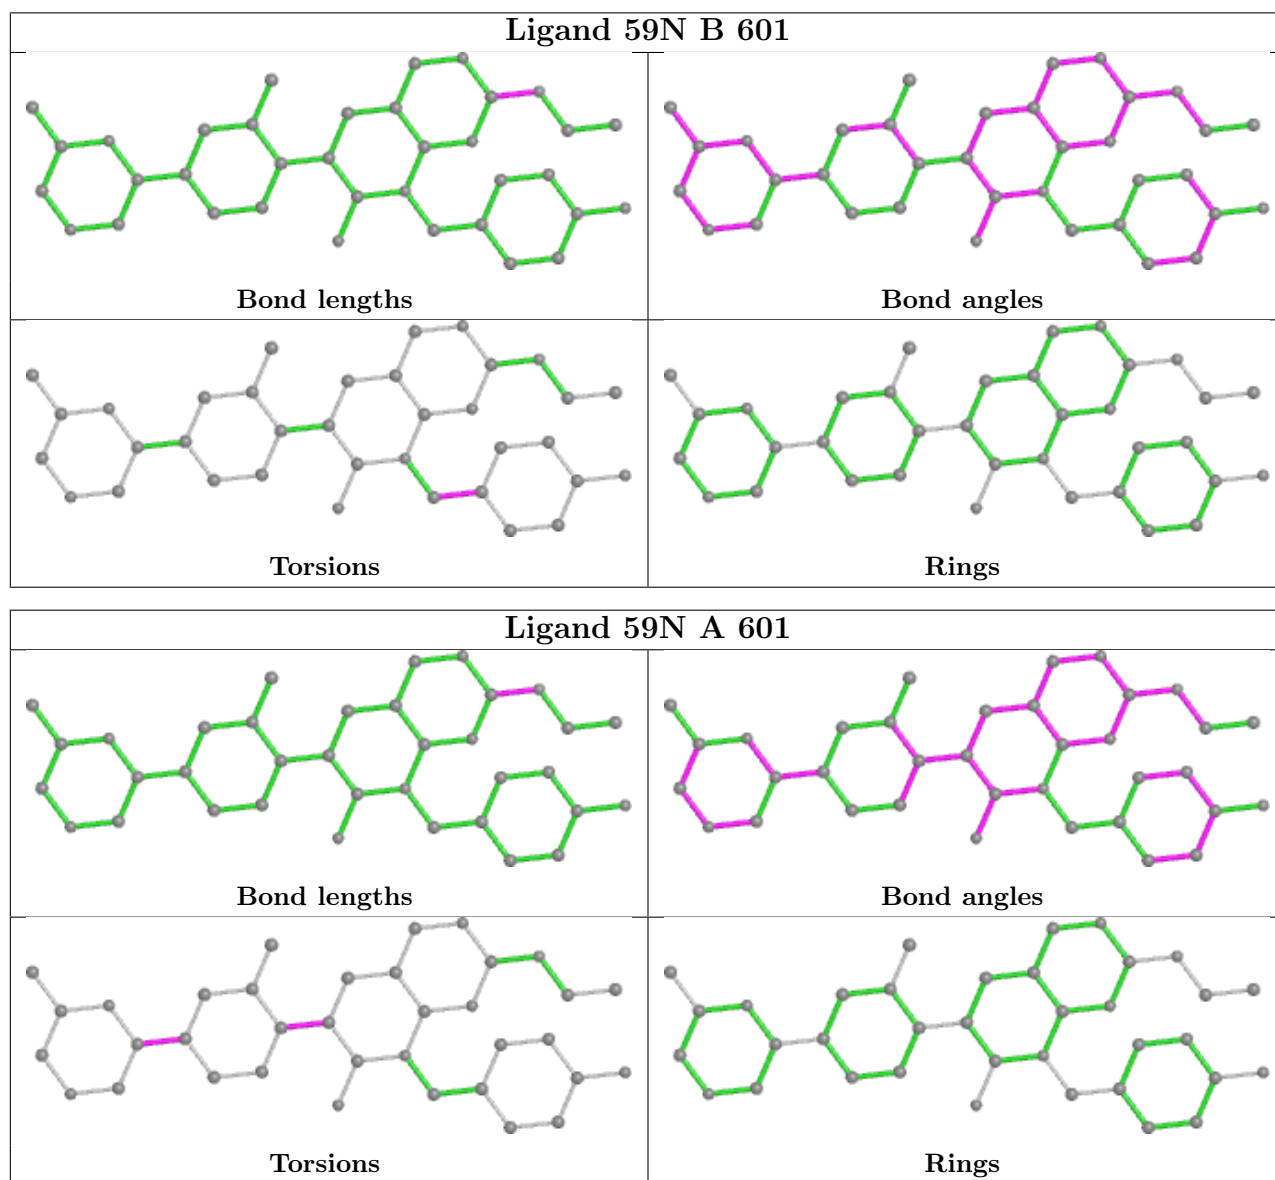 Ligand 59N B 601
Bond lengths
Bond angles
Torsions
Rings
Ligand 59N A 601
Bond lengths
Bond angles
Torsions
Rings